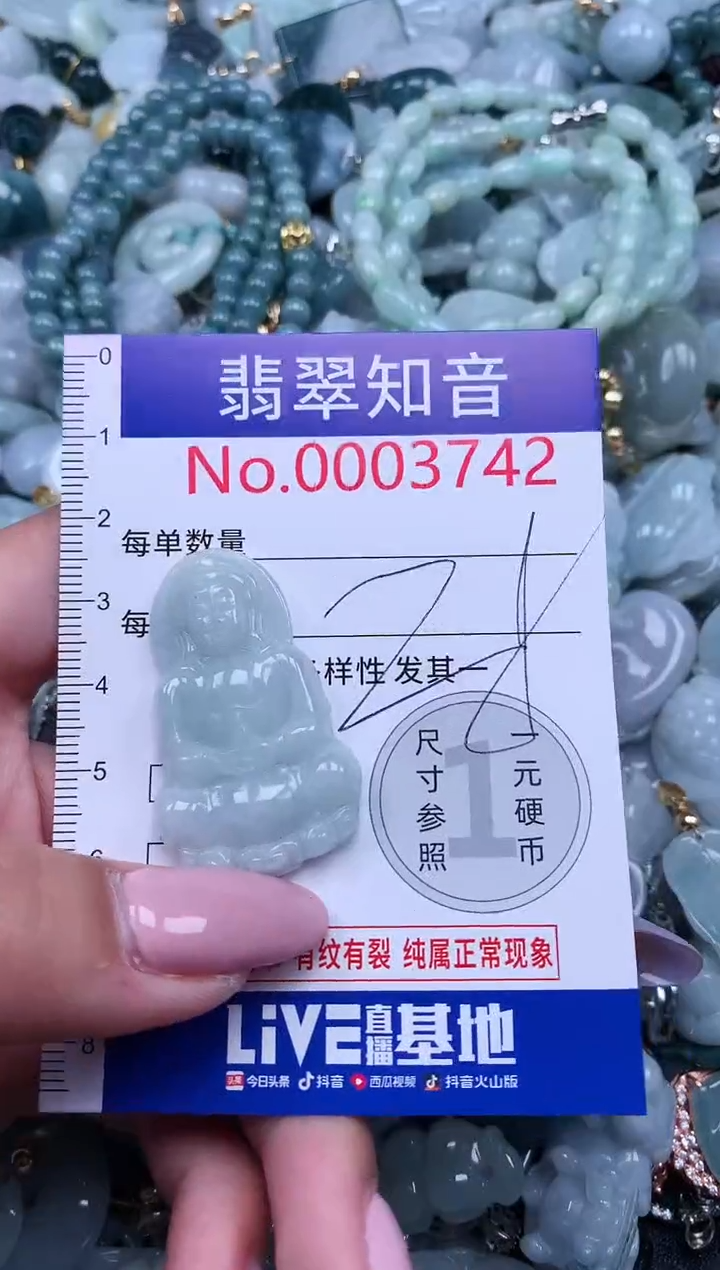 0
翡翠知音
1
No.0003742
2
每单数量
3
每
样性 发其一
4
尺寸参照
1
一元硬币
5
6
有纹有裂 纯属正常现象
LiVE直播基地
8
头条 今日头条 抖音 西瓜视频 抖音火山版